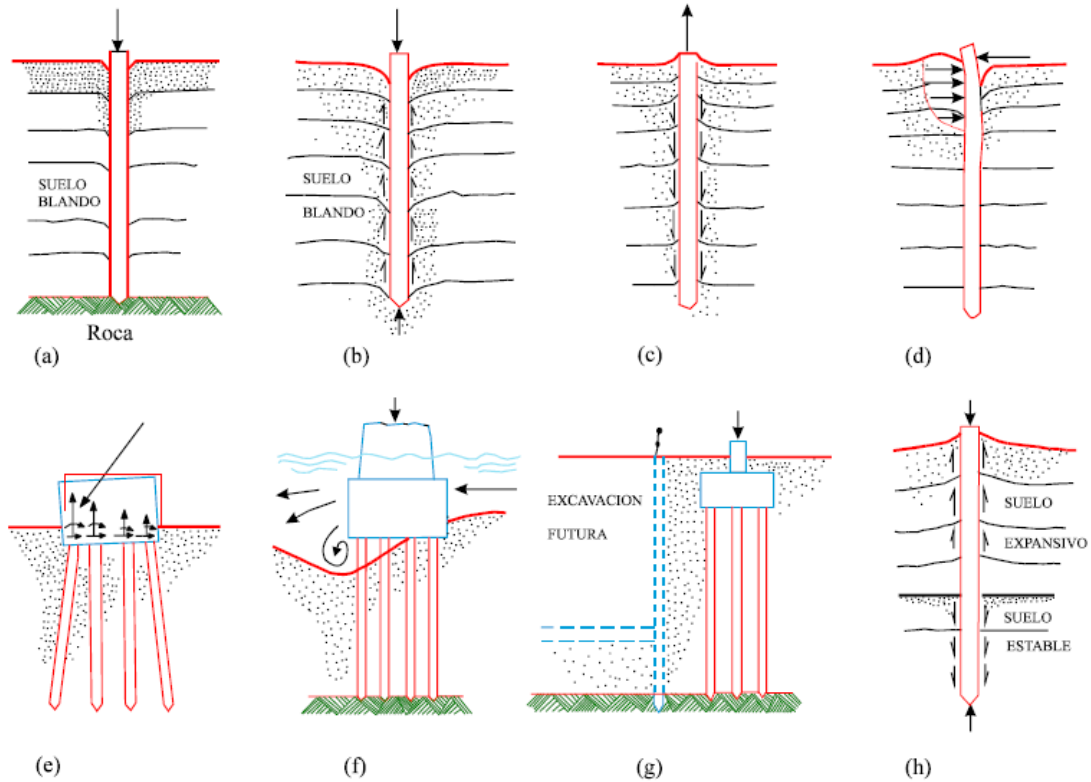 SUELO
BLANDO
Roca
(a)
SUELO
BLANDO
(b)
(c)
(d)
(e)
(f)
EXCAVACION
FUTURA
(g)
SUELO
EXPANSIVO
SUELO
ESTABLE
(h)